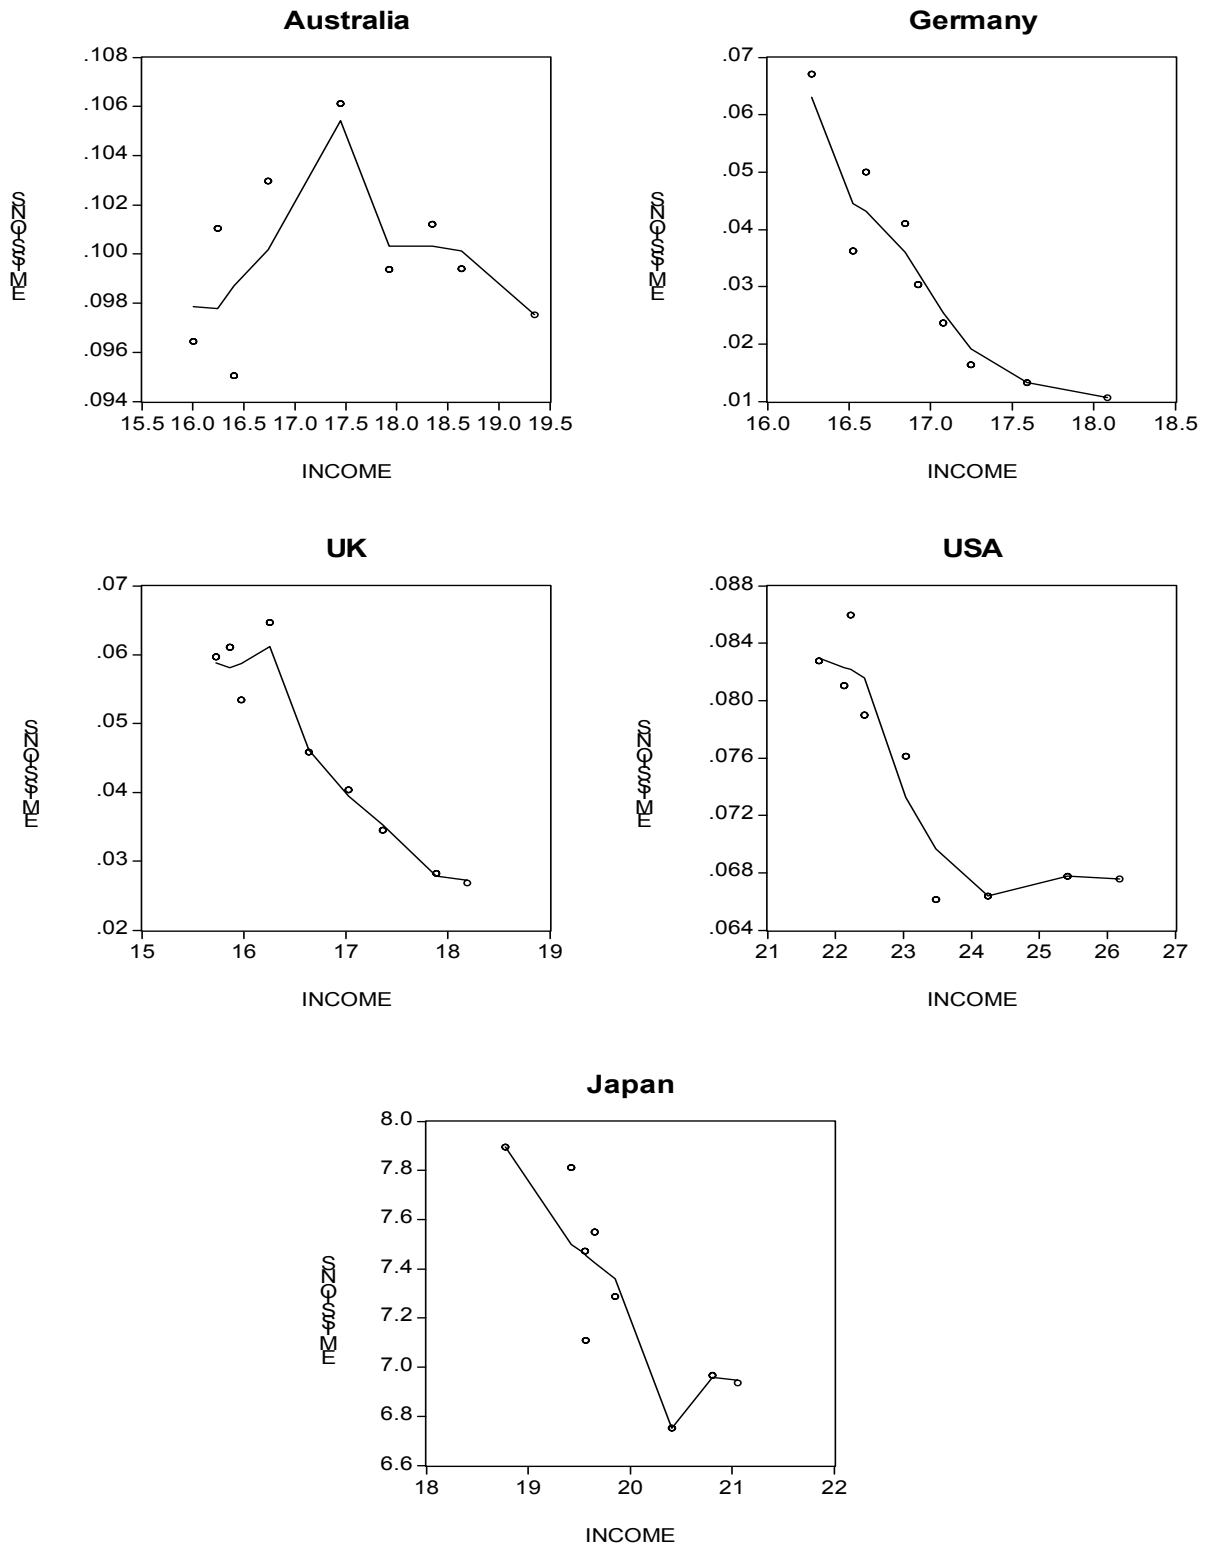 Australia
.108
.106
.104
.102
.100
.098
.096
.094
15.5 16.0 16.5 17.0 17.5 18.0 18.5 19.0 19.5
EMISSIONS
INCOME
Germany
.07
.06
.05
.04
.03
.02
.01
16.0 16.5 17.0 17.5 18.0 18.5
EMISSIONS
INCOME
UK
.07
.06
.05
.04
.03
.02
15 16 17 18 19
EMISSIONS
INCOME
USA
.088
.084
.080
.076
.072
.068
.064
21 22 23 24 25 26 27
EMISSIONS
INCOME
Japan
8.0
7.8
7.6
7.4
7.2
7.0
6.8
6.6
18 19 20 21 22
EMISSIONS
INCOME